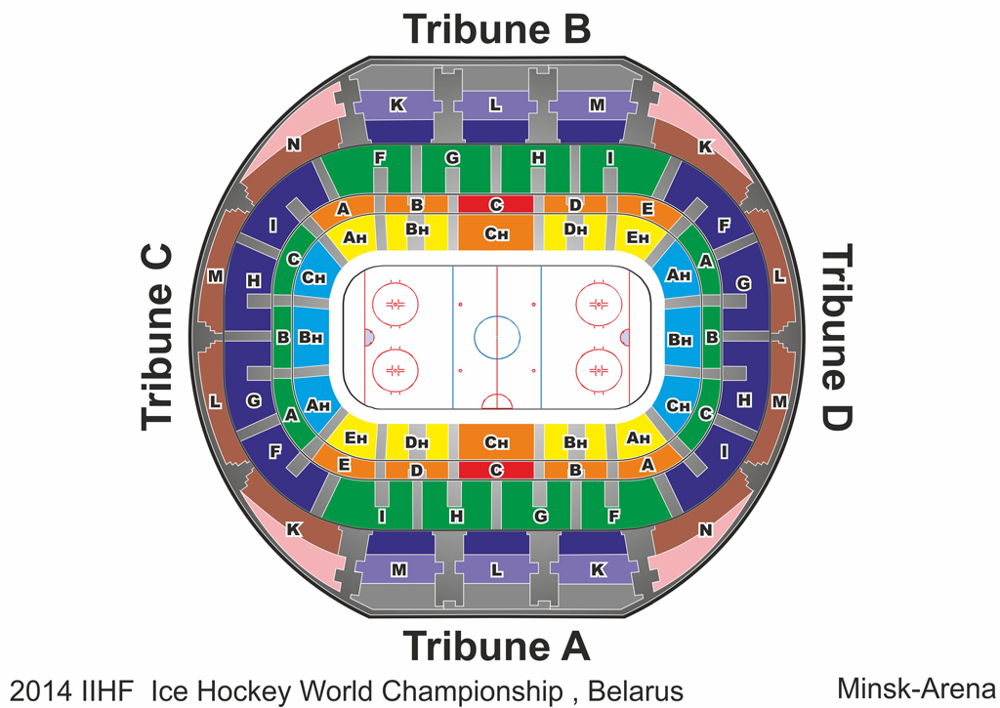 Tribune B
K L M
N K
F G H I
A B C D E
Aн Bн Cн Dн Eн
I F
C A
Cн Aн
M H G L
Tribune C
Tribune D
B Bн Bн B
L G H M
Aн Cн
A C
F I
Eн Dн Cн Bн Aн
E D C B A
I H G F
K N
M L K
Tribune A
2014 IIHF Ice Hockey World Championship , Belarus
Minsk-Arena